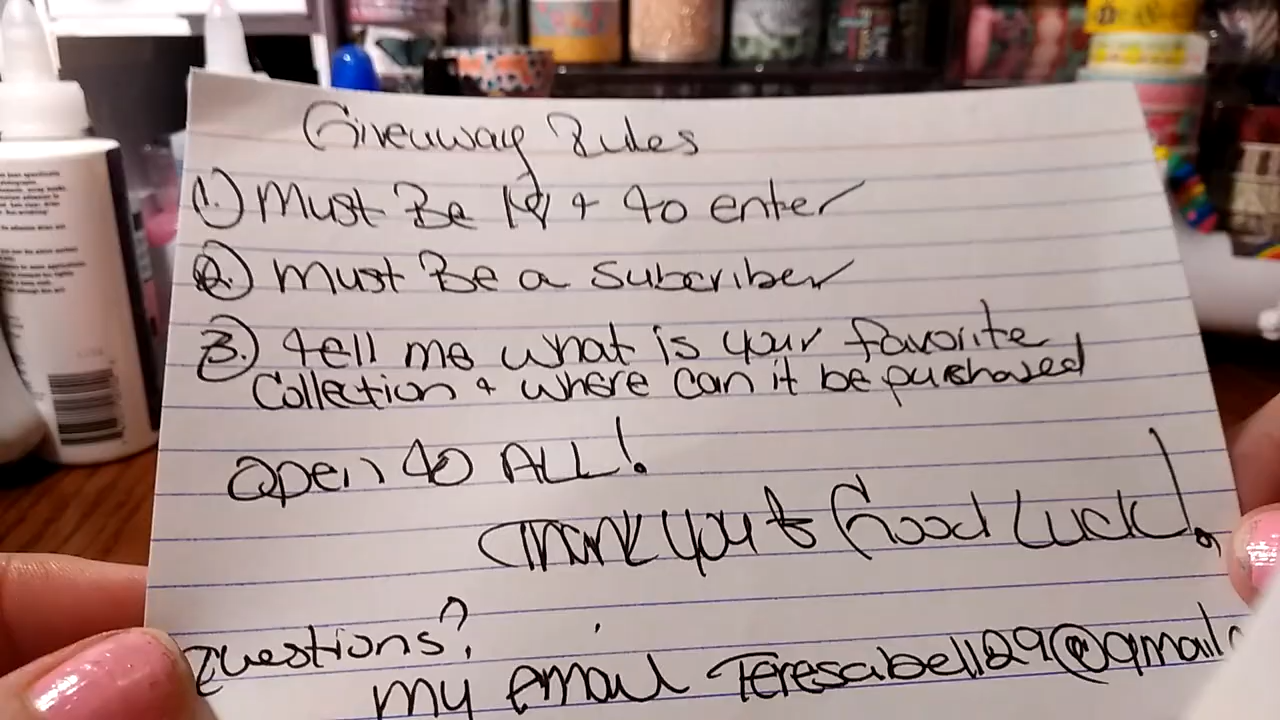 Giveaway Rules
1.) Must Be 18 + to enter
2.) Must Be a Subcriber
3.) tell me what is your favorite
Collection + where can it be purshased
Open to ALL!
Thank you & Good Luck!
Questions?
my email Teresabell29@gmail